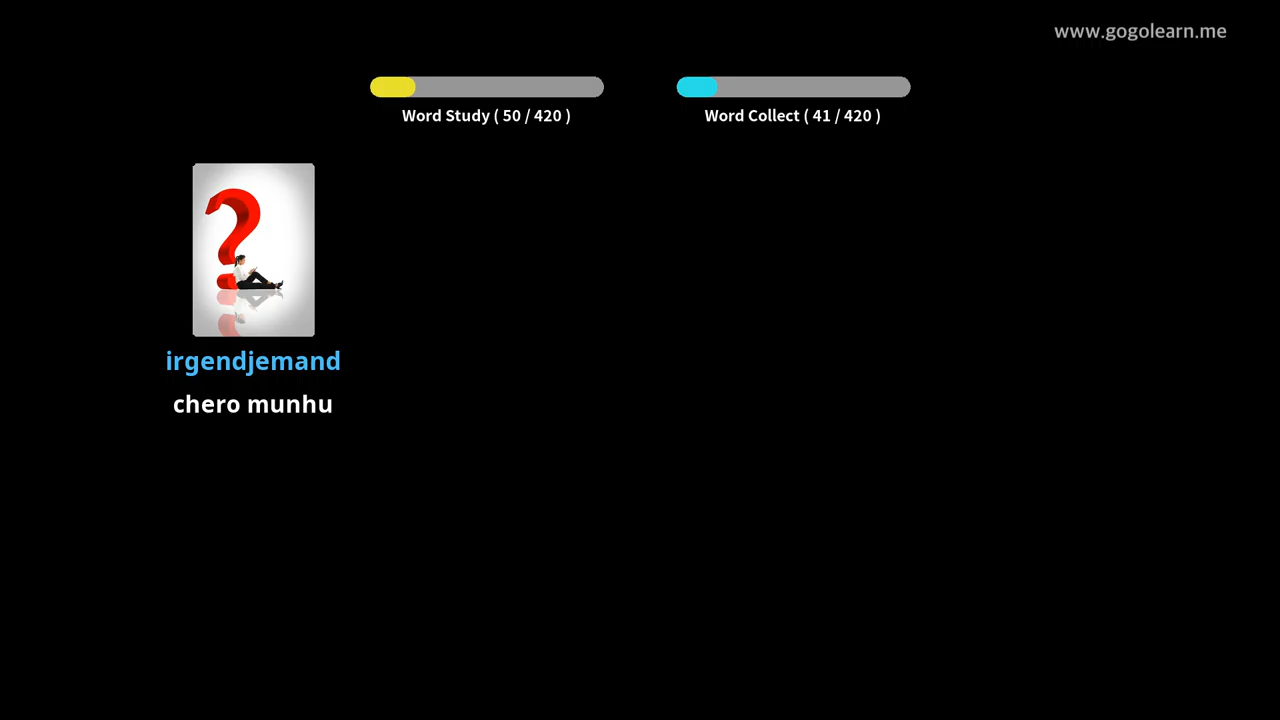 www.gogolearn.me
Word Study ( 50 / 420 )
Word Collect ( 41 / 420 )
irgendjemand
chero munhu